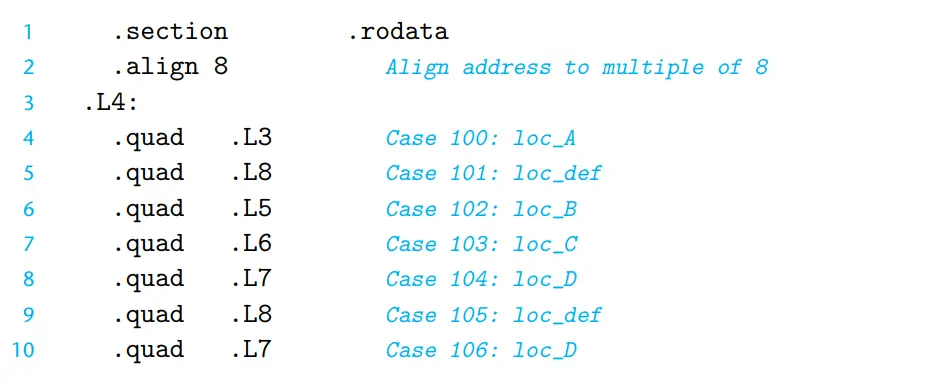 1 .section .rodata
2 .align 8 Align address to multiple of 8
3 .L4:
4 .quad .L3 Case 100: loc_A
5 .quad .L8 Case 101: loc_def
6 .quad .L5 Case 102: loc_B
7 .quad .L6 Case 103: loc_C
8 .quad .L7 Case 104: loc_D
9 .quad .L8 Case 105: loc_def
10 .quad .L7 Case 106: loc_D